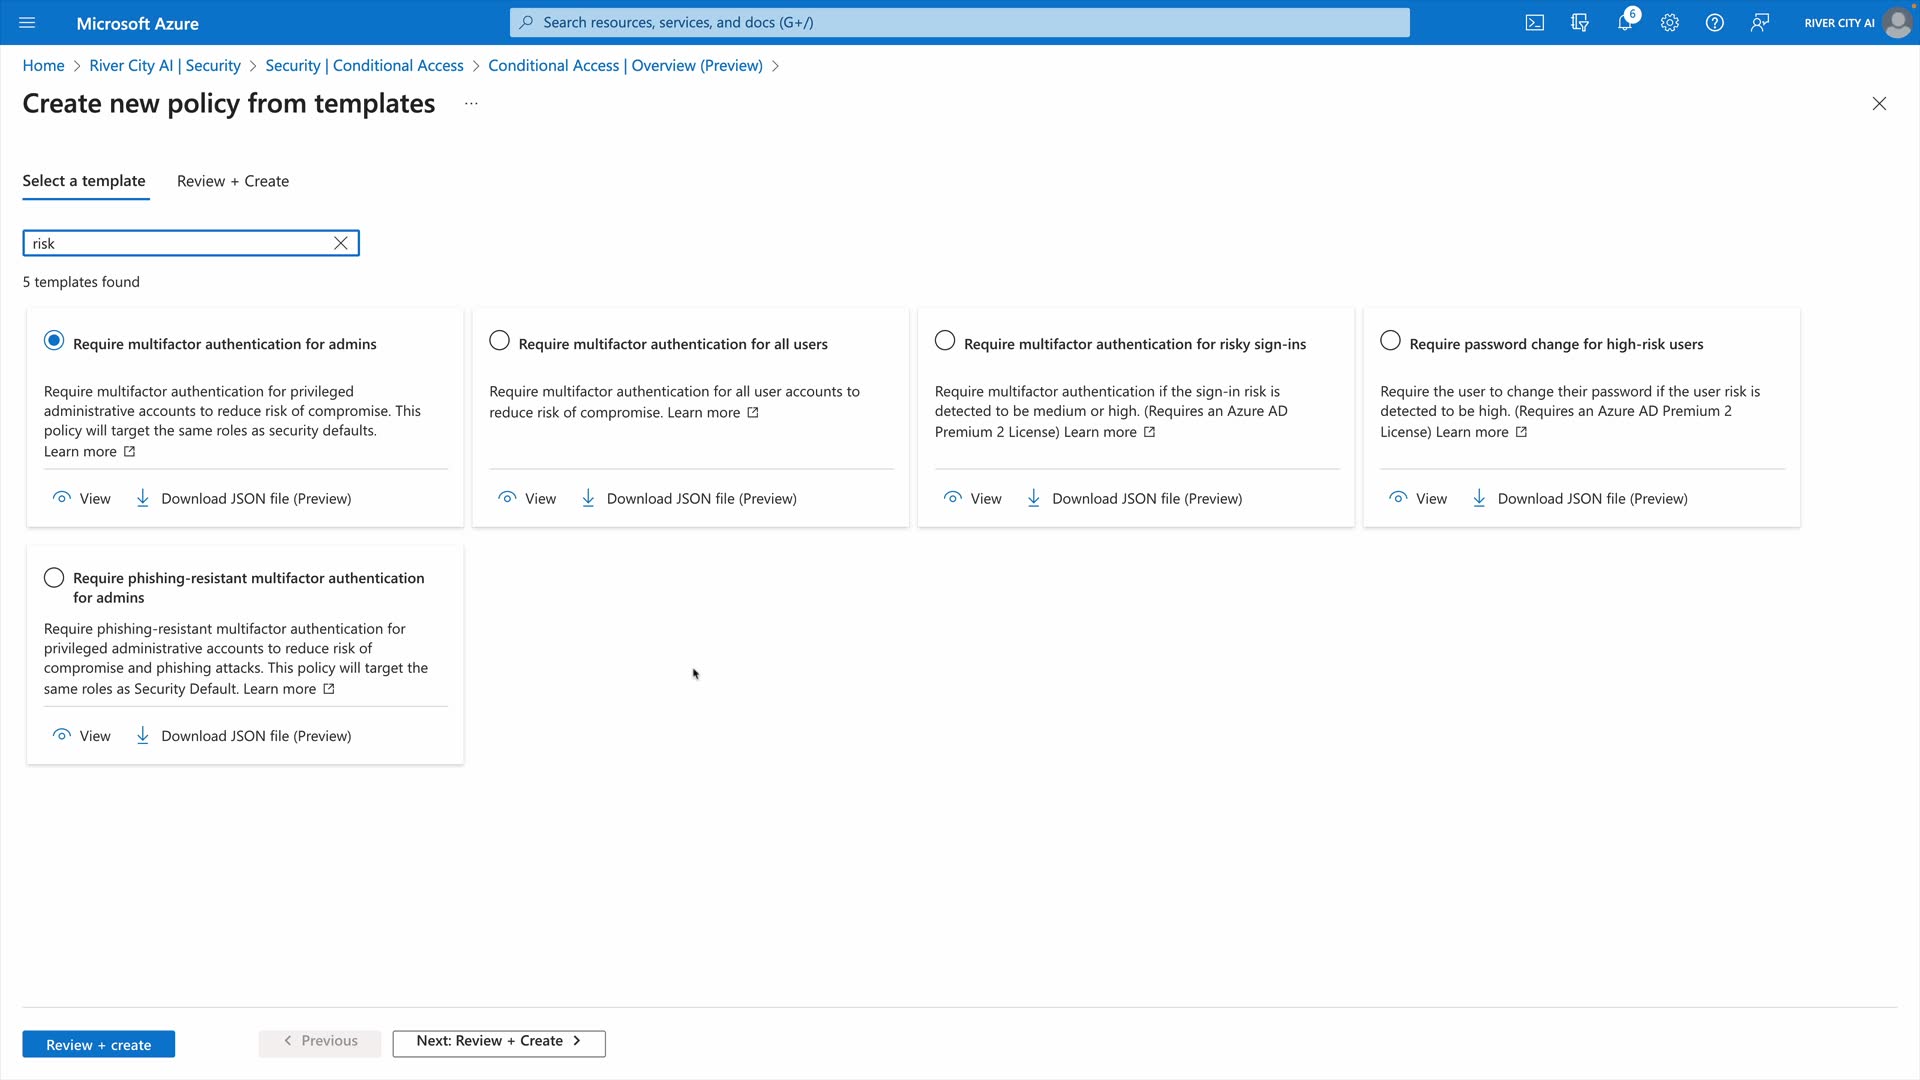 Microsoft Azure
Search resources, services, and docs (G+/)
6
RIVER CITY AI
Home > River City AI | Security > Security | Conditional Access > Conditional Access | Overview (Preview) >
Create new policy from templates ...
Select a template
Review + Create
risk
5 templates found
Require multifactor authentication for admins
Require multifactor authentication for privileged
administrative accounts to reduce risk of compromise. This
policy will target the same roles as security defaults.
Learn more
View
Download JSON file (Preview)
Require multifactor authentication for all users
Require multifactor authentication for all user accounts to
reduce risk of compromise. Learn more
View
Download JSON file (Preview)
Require multifactor authentication for risky sign-ins
Require multifactor authentication if the sign-in risk is
detected to be medium or high. (Requires an Azure AD
Premium 2 License) Learn more
View
Download JSON file (Preview)
Require password change for high-risk users
Require the user to change their password if the user risk is
detected to be high. (Requires an Azure AD Premium 2
License) Learn more
View
Download JSON file (Preview)
Require phishing-resistant multifactor authentication
for admins
Require phishing-resistant multifactor authentication for
privileged administrative accounts to reduce risk of
compromise and phishing attacks. This policy will target the
same roles as Security Default. Learn more
View
Download JSON file (Preview)
Review + create
< Previous
Next: Review + Create >